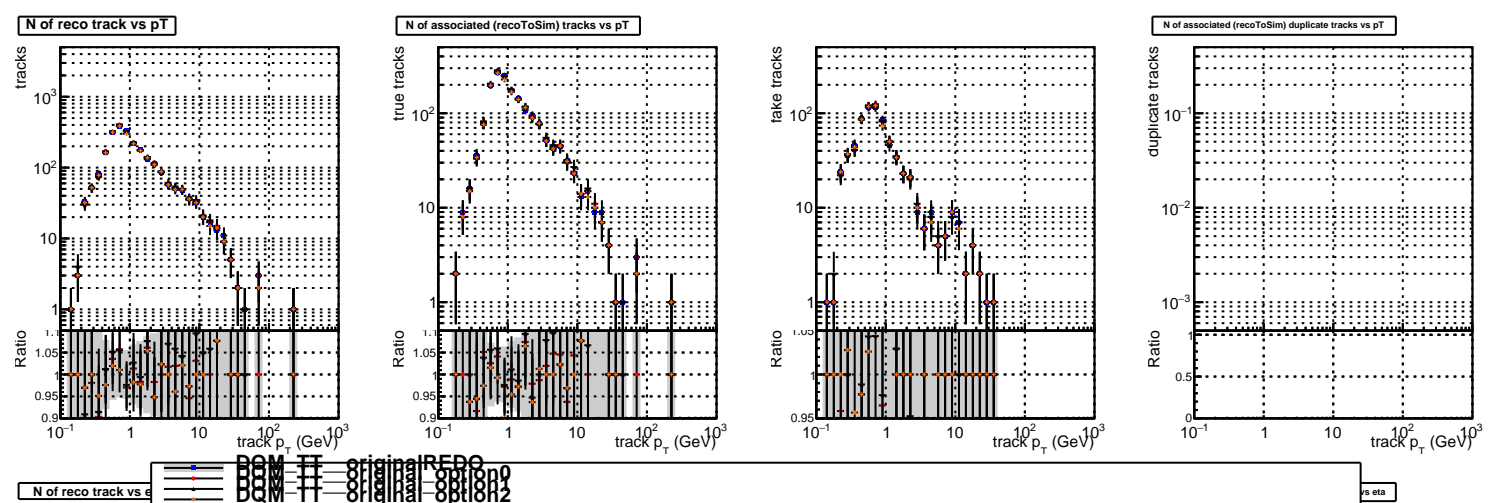 N of reco track vs pT
N of associated (recoToSim) tracks vs pT
N of associated (recoToSim) duplicate tracks vs pT
tracks
10³
10²
10
1
true tracks
10²
10
1
fake tracks
10²
10
1
duplicate tracks
10⁻¹
10⁻²
10⁻³
Ratio
1.1
1.05
1
0.95
0.9
Ratio
1.1
1.05
1
0.95
0.9
Ratio
1.05
1
0.95
Ratio
1
0.5
0
10⁻¹ 1 10 10² 10³
track p_T (GeV)
10⁻¹ 1 10 10² 10³
track p_T (GeV)
10⁻¹ 1 10 10² 10³
track p_T (GeV)
10⁻¹ 1 10 10² 10³
track p_T (GeV)
DQM_TT_originalREDO
DQM_TT_original_option0
DQM_TT_original_option1
DQM_TT_original_option2
N of reco track vs e
vs eta